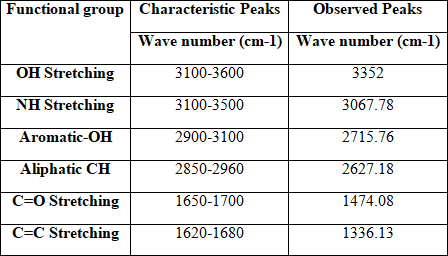 Functional group Characteristic Peaks Observed Peaks
Wave number (cm-1) Wave number (cm-1)
OH Stretching 3100-3600 3352
NH Stretching 3100-3500 3067.78
Aromatic-OH 2900-3100 2715.76
Aliphatic CH 2850-2960 2627.18
C=O Stretching 1650-1700 1474.08
C=C Stretching 1620-1680 1336.13